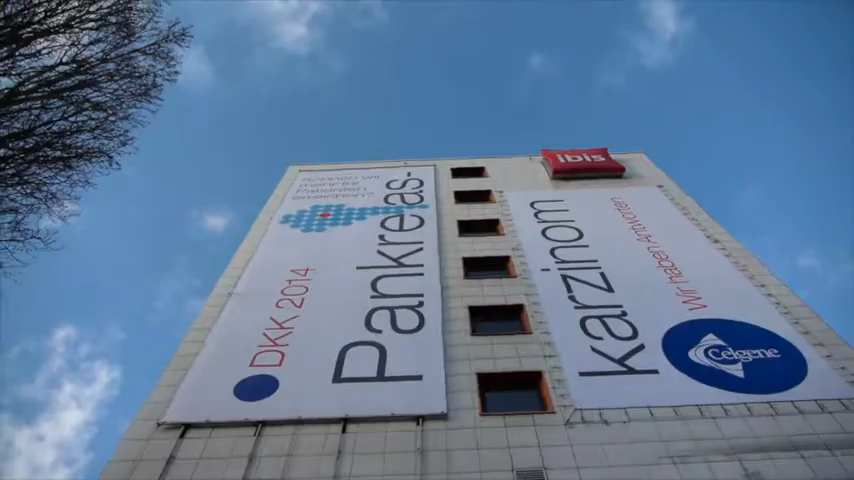 ibis
Können wir
mehr für
Patienten
erreichen?
Pankreas-
DKK 2014
karzinom
Wir haben Antworten
Celgene